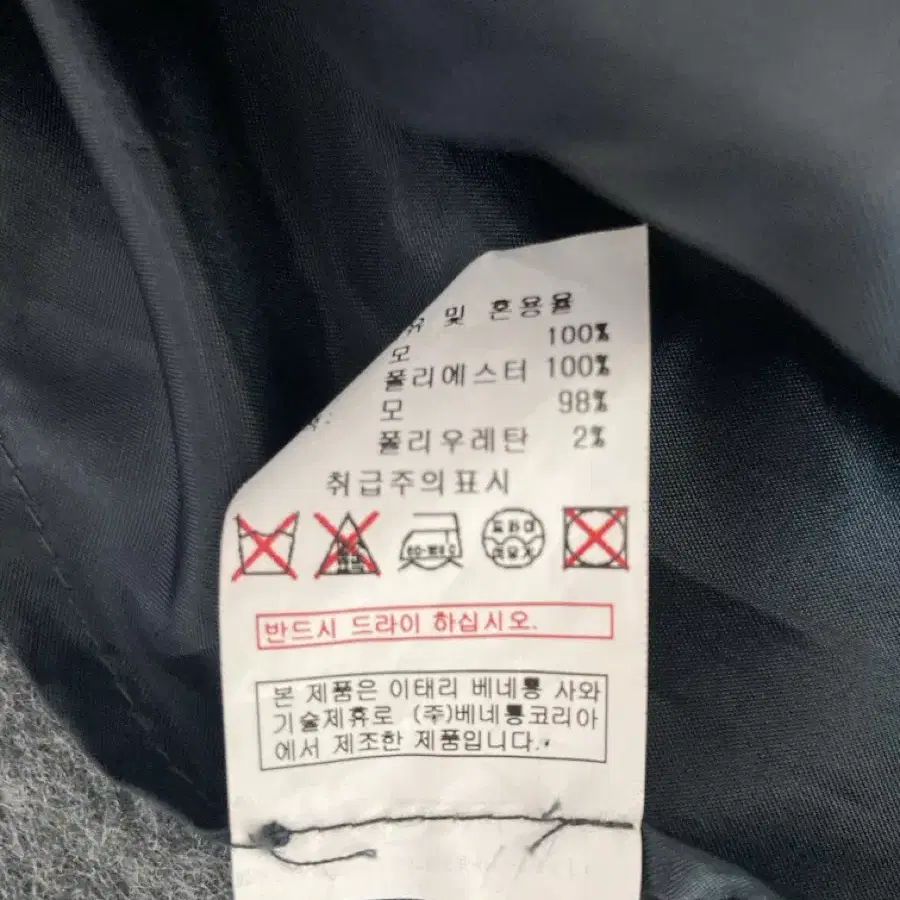 및 혼용율
모 100%
폴리에스터 100%
모 98%
폴리우레탄 2%
취급주의표시
드라이
반드시 드라이 하십시오.
본 제품은 이태리 베네통 사와
기술제휴로 (주)베네통코리아
에서 제조한 제품입니다.